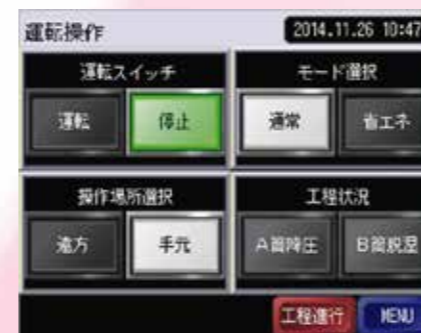 運転操作 2014.11.26 10:47
運転スイッチ モード選択
運転 停止 通常 省エネ
操作場所選択 工程状況
遠方 手元 A筒降圧 B筒脱湿
工程進行 MENU